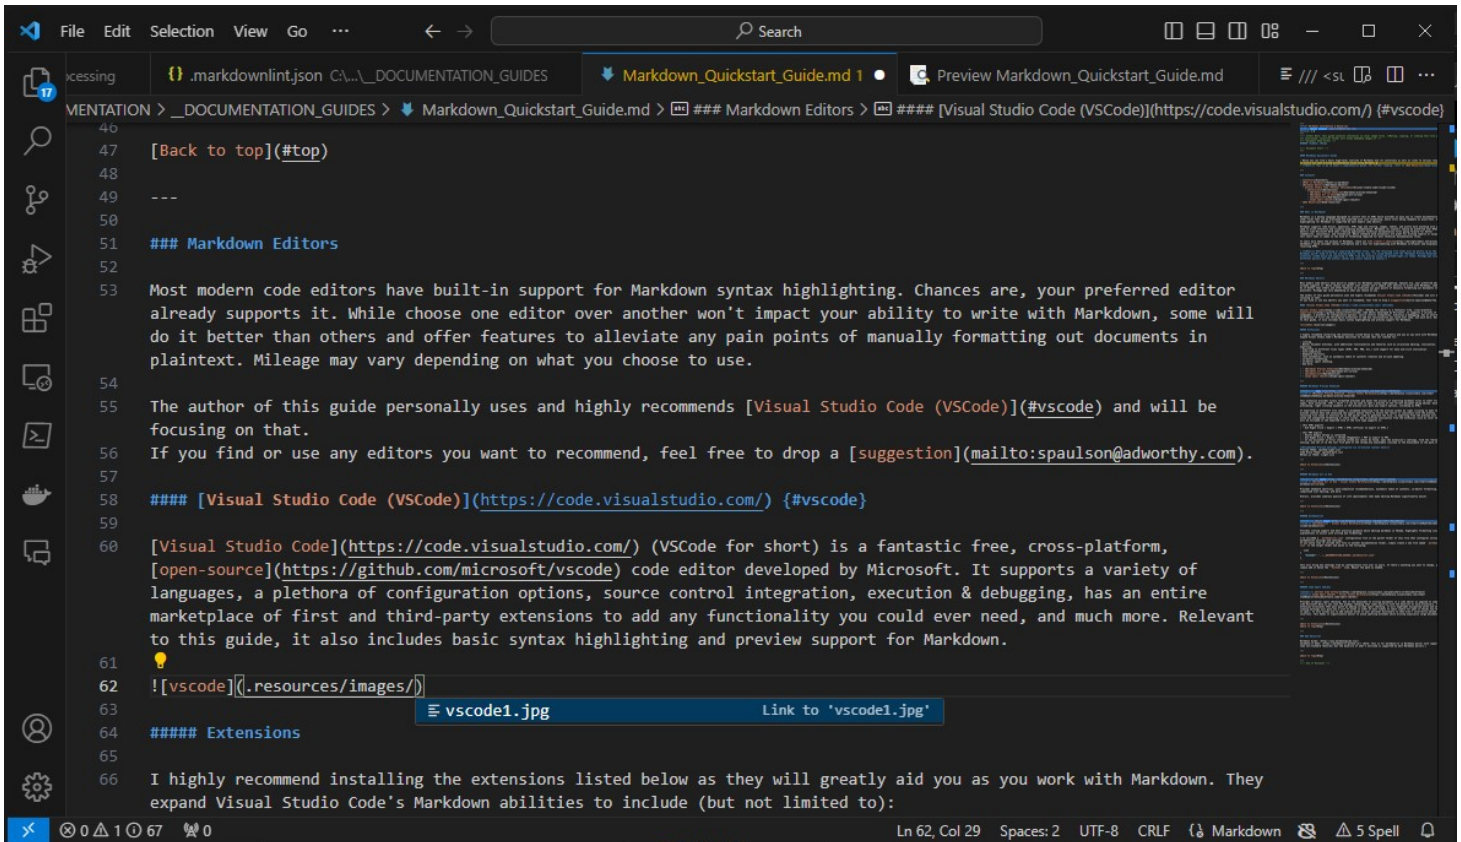 File Edit Selection View Go ··· Search
17
ocessing {} .markdownlint.json C:\...\__DOCUMENTATION_GUIDES Markdown_Quickstart_Guide.md 1 ● Preview Markdown_Quickstart_Guide.md /// <su ···
MENTATION > __DOCUMENTATION_GUIDES > Markdown_Quickstart_Guide.md > ### Markdown Editors > #### [Visual Studio Code (VSCode)](https://code.visualstudio.com/) {#vscode}
46
47 [Back to top](#top)
48
49 ---
50
51 ### Markdown Editors
52
53 Most modern code editors have built-in support for Markdown syntax highlighting. Chances are, your preferred editor
already supports it. While choose one editor over another won't impact your ability to write with Markdown, some will
do it better than others and offer features to alleviate any pain points of manually formatting out documents in
plaintext. Mileage may vary depending on what you choose to use.
54
55 The author of this guide personally uses and highly recommends [Visual Studio Code (VSCode)](#vscode) and will be
focusing on that.
56 If you find or use any editors you want to recommend, feel free to drop a [suggestion](mailto:spaulson@adworthy.com).
57
58 #### [Visual Studio Code (VSCode)](https://code.visualstudio.com/) {#vscode}
59
60 [Visual Studio Code](https://code.visualstudio.com/) (VSCode for short) is a fantastic free, cross-platform,
[open-source](https://github.com/microsoft/vscode) code editor developed by Microsoft. It supports a variety of
languages, a plethora of configuration options, source control integration, execution & debugging, has an entire
marketplace of first and third-party extensions to add any functionality you could ever need, and much more. Relevant
to this guide, it also includes basic syntax highlighting and preview support for Markdown.
61
62 ![vscode](.resources/images/)
63 vscode1.jpg Link to 'vscode1.jpg'
64 ##### Extensions
65
66 I highly recommend installing the extensions listed below as they will greatly aid you as you work with Markdown. They
expand Visual Studio Code's Markdown abilities to include (but not limited to):
0 1 67 0 Ln 62, Col 29 Spaces: 2 UTF-8 CRLF Markdown 5 Spell